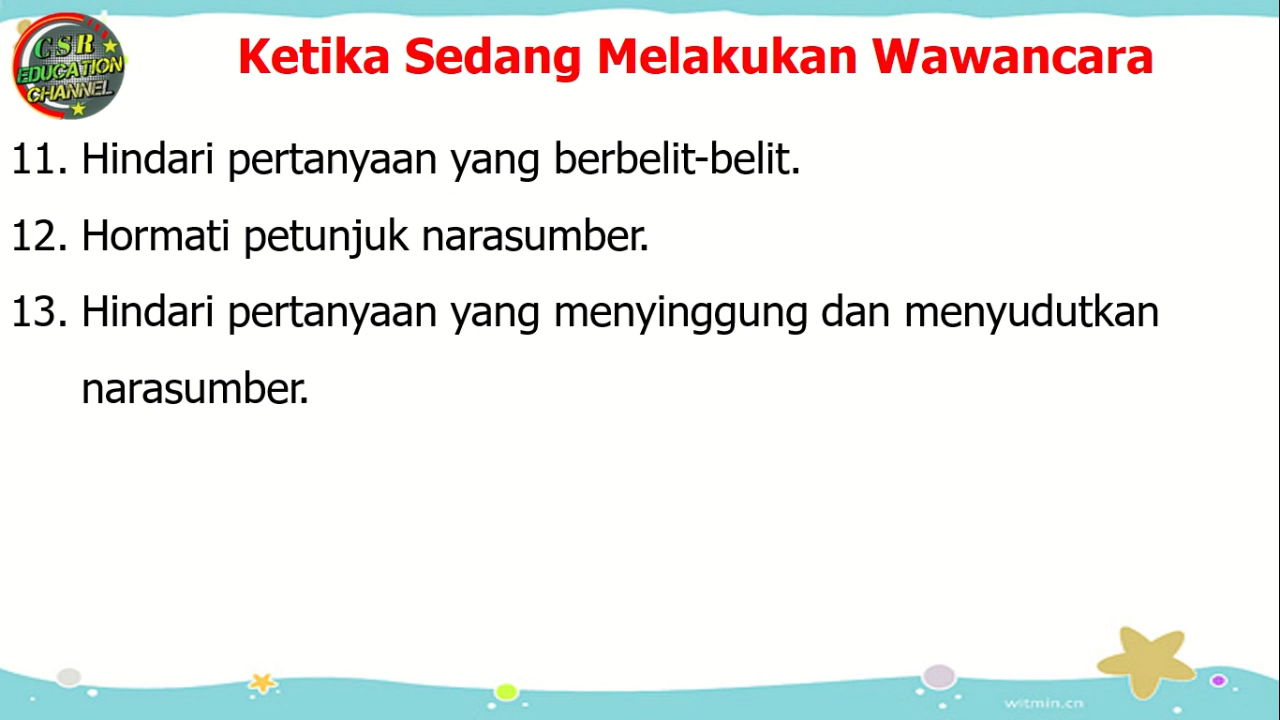 CSR
EDUCATION
CHANNEL
Ketika Sedang Melakukan Wawancara
11. Hindari pertanyaan yang berbelit-belit.
12. Hormati petunjuk narasumber.
13. Hindari pertanyaan yang menyinggung dan menyudutkan
narasumber.
witmin.cn